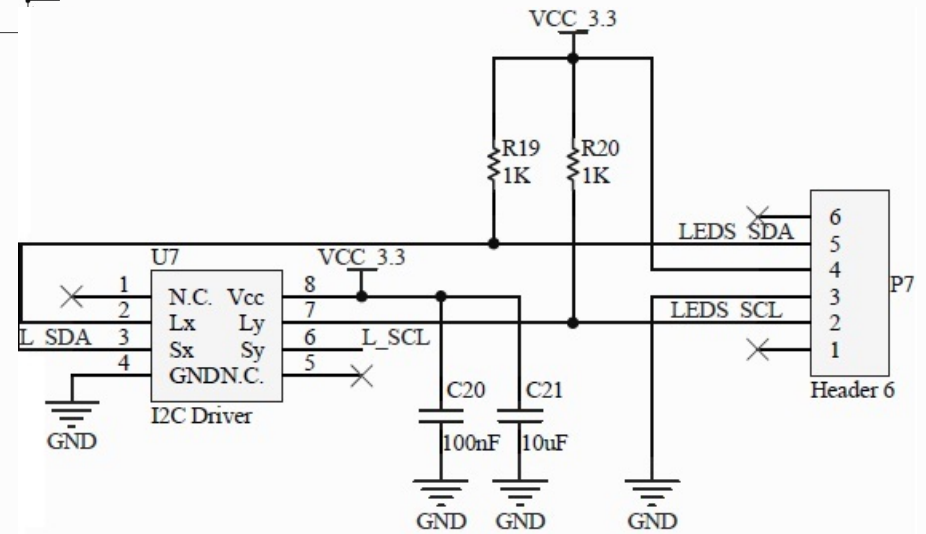 VCC_3.3
R19
1K
R20
1K
6
LEDS_SDA
5
U7
VCC_3.3
4
P7
1
N.C.
Vcc
8
3
2
Lx
Ly
7
LEDS_SCL
2
L_SDA
3
Sx
Sy
6
L_SCL
1
4
GND
N.C.
5
Header 6
I2C Driver
C20
C21
GND
100nF
10uF
GND
GND
GND